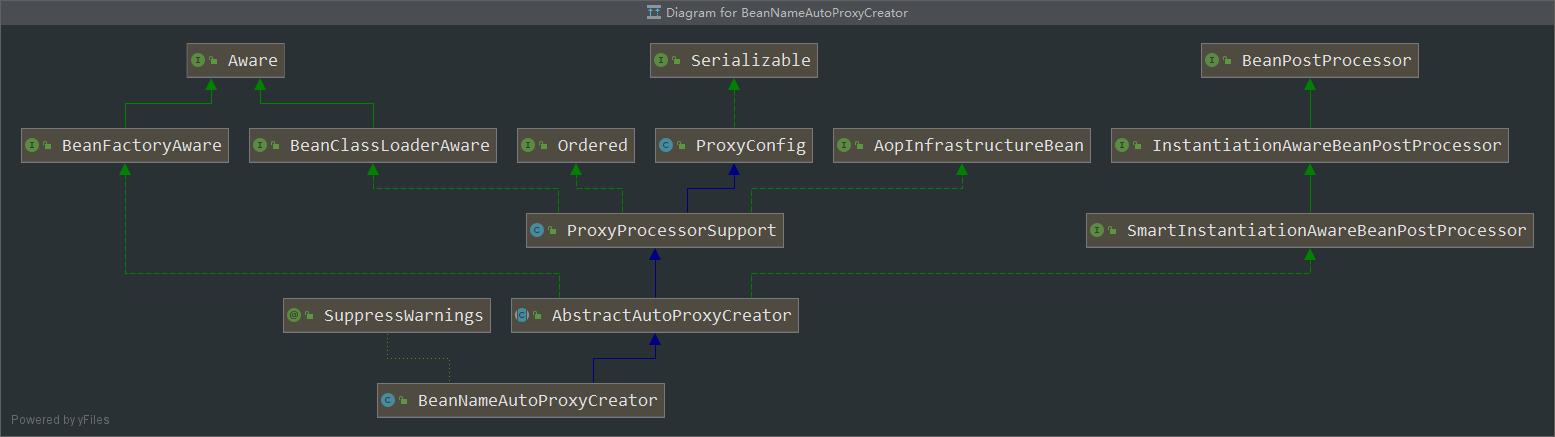 Diagram for BeanNameAutoProxyCreator
Aware
Serializable
BeanPostProcessor
BeanFactoryAware
BeanClassLoaderAware
Ordered
ProxyConfig
AopInfrastructureBean
InstantiationAwareBeanPostProcessor
ProxyProcessorSupport
SmartInstantiationAwareBeanPostProcessor
SuppressWarnings
AbstractAutoProxyCreator
BeanNameAutoProxyCreator
Powered by yFiles